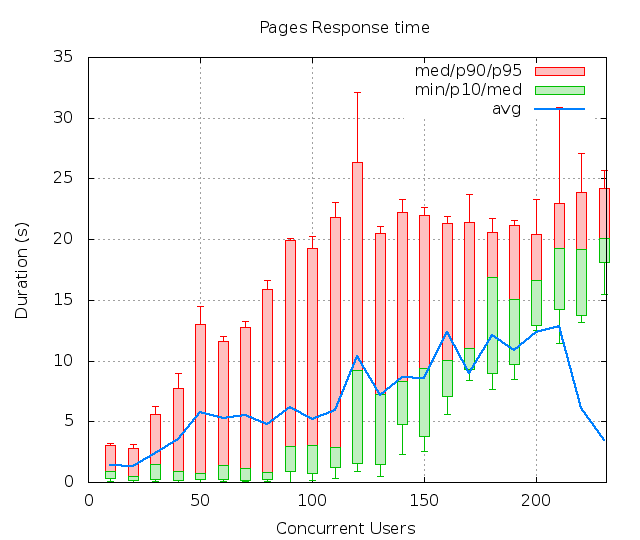 Pages Response time
35
30
25
20
15
10
5
0
Duration (s)
med/p90/p95
min/p10/med
avg
0 50 100 150 200
Concurrent Users